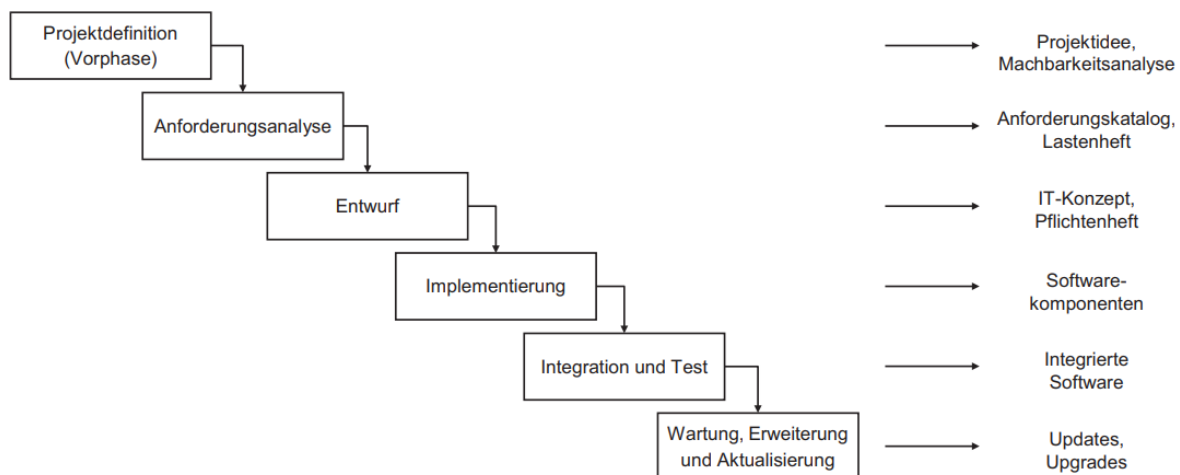 Projektdefinition
(Vorphase)
Projektidee,
Machbarkeitsanalyse
Anforderungsanalyse
Anforderungskatalog,
Lastenheft
Entwurf
IT-Konzept,
Pflichtenheft
Implementierung
Software-
komponenten
Integration und Test
Integrierte
Software
Wartung, Erweiterung
und Aktualisierung
Updates,
Upgrades